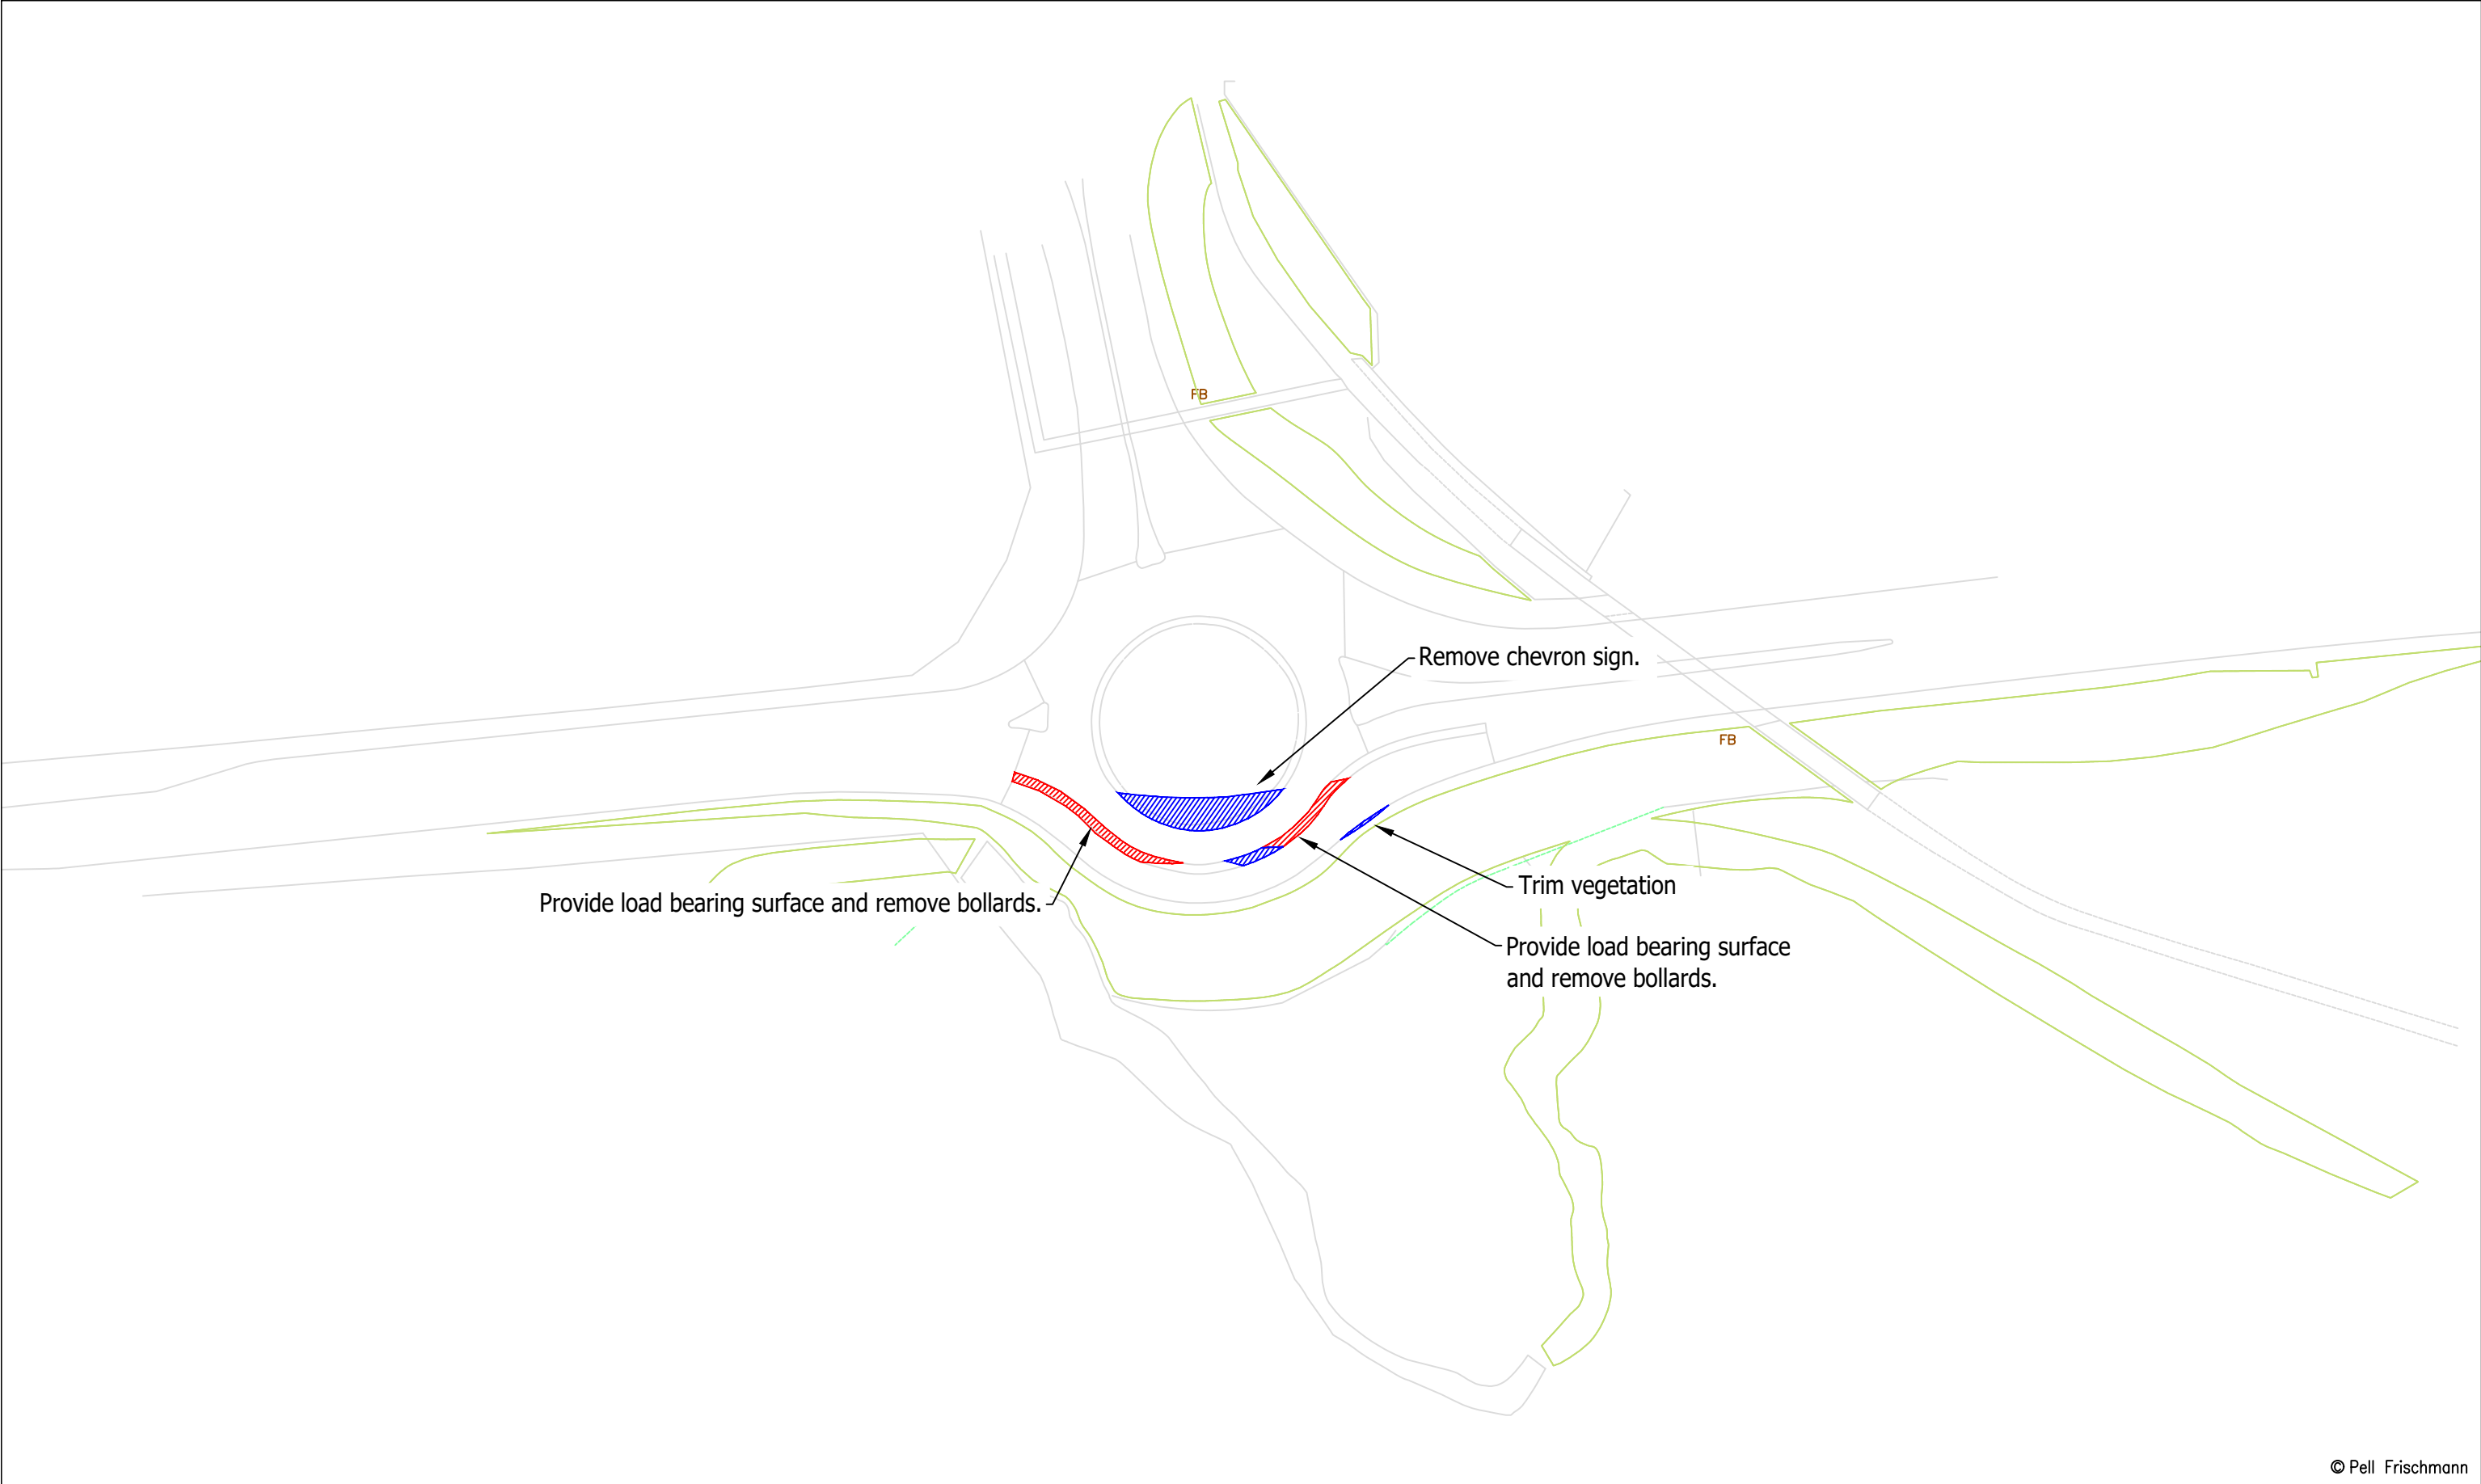 FB
Remove chevron sign.
FB
Provide load bearing surface and remove bollards.
Trim vegetation
Provide load bearing surface
and remove bollards.
© Pell Frischmann